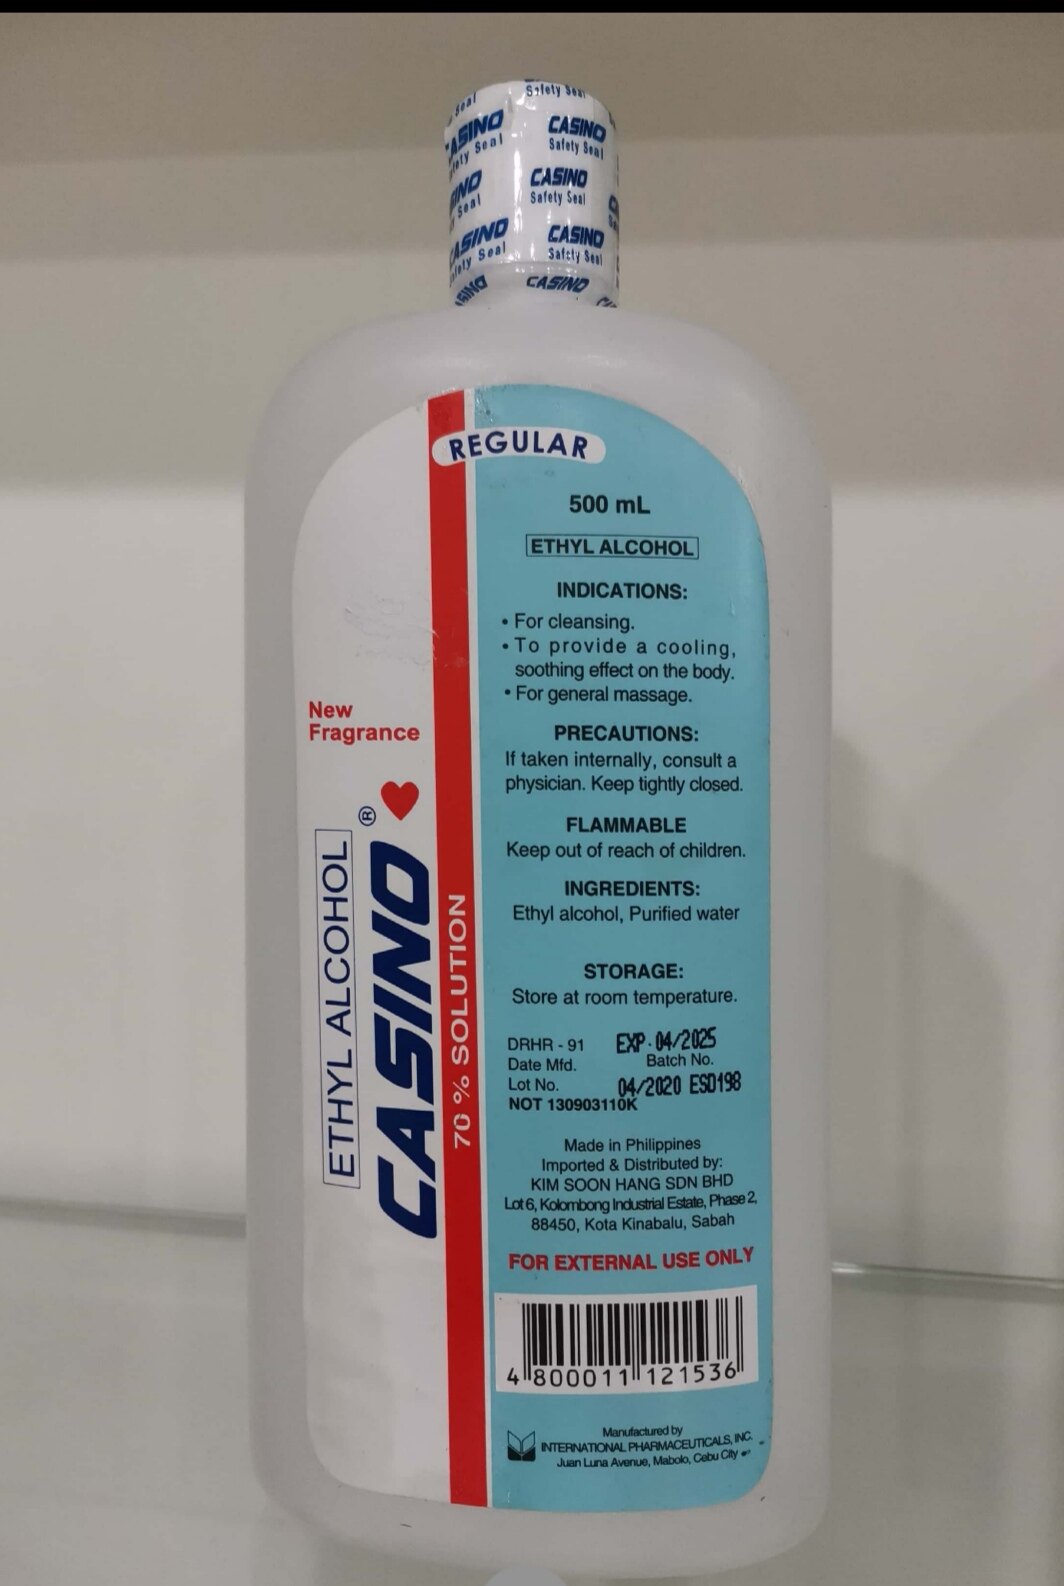 Safety Seal
CASINO
Safety Seal
CASINO
Safety Seal
CASINO
Safety Seal
CASINO
REGULAR
500 mL
ETHYL ALCOHOL
INDICATIONS:
• For cleansing.
• To provide a cooling,
soothing effect on the body.
• For general massage.
PRECAUTIONS:
If taken internally, consult a
physician. Keep tightly closed.
FLAMMABLE
Keep out of reach of children.
INGREDIENTS:
Ethyl alcohol, Purified water
STORAGE:
Store at room temperature.
DRHR - 91 EXP. 04/2025
Date Mfd. Batch No.
Lot No. 04/2020 ESD198
NOT 130903110K
Made in Philippines
Imported & Distributed by:
KIM SOON HANG SDN BHD
Lot 6, Kolombong Industrial Estate, Phase 2,
88450, Kota Kinabalu, Sabah
FOR EXTERNAL USE ONLY
4 800011 121536
Manufactured by
INTERNATIONAL PHARMACEUTICALS, INC.
Juan Luna Avenue, Mabolo, Cebu City
New
Fragrance
ETHYL ALCOHOL
CASINO®
70 % SOLUTION